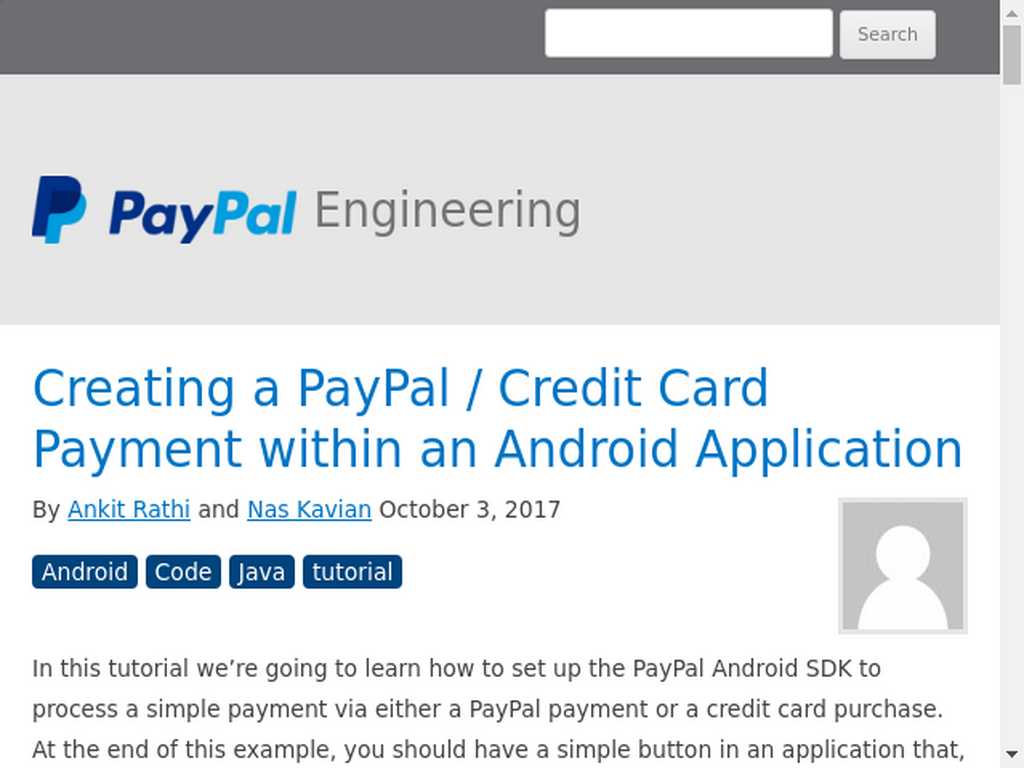 Search
PayPal Engineering
Creating a PayPal / Credit Card
Payment within an Android Application
By Ankit Rathi and Nas Kavian October 3, 2017
Android Code Java tutorial
In this tutorial we’re going to learn how to set up the PayPal Android SDK to
process a simple payment via either a PayPal payment or a credit card purchase.
At the end of this example, you should have a simple button in an application that,